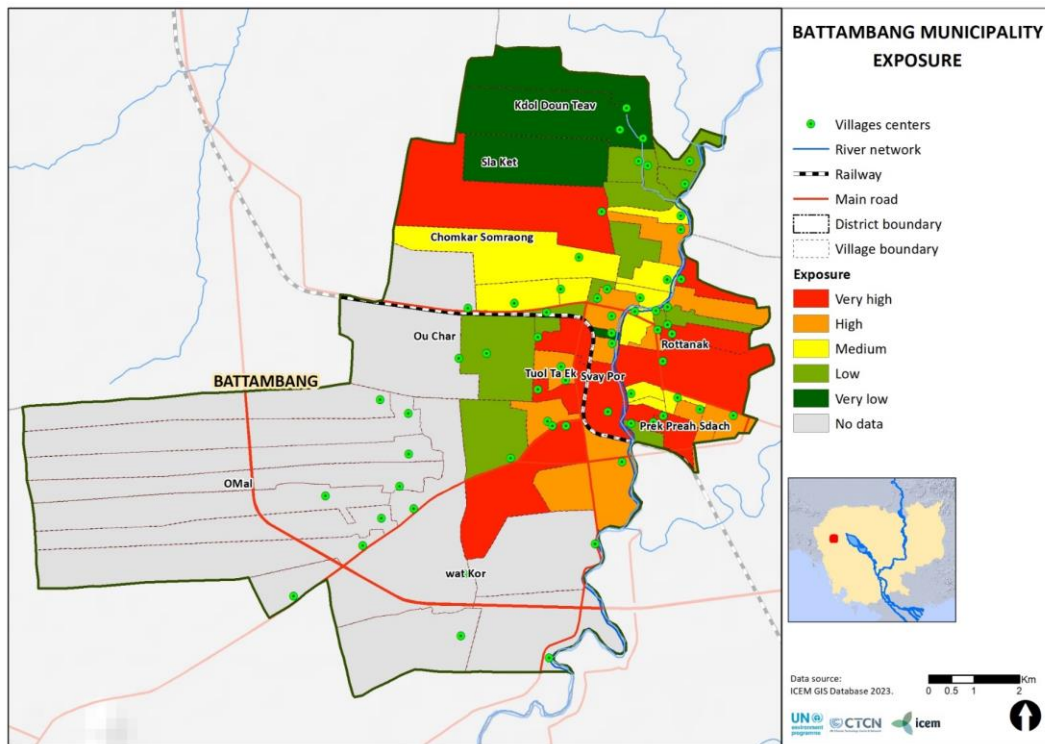 BATTAMBANG MUNICIPALITY
EXPOSURE
Villages centers
River network
Railway
Main road
District boundary
Village boundary
Exposure
Very high
High
Medium
Low
Very low
No data
Kdol Doun Teav
Sla Ket
Chomkar Somraong
Ou Char
Rottanak
Tuol Ta Ek
Svay Por
BATTAMBANG
Prek Preah Sdach
OMal
wat Kor
Data source:
ICEM GIS Database 2023.
0 0.5 1 2 Km
UN
environment
programme
CTCN
icem